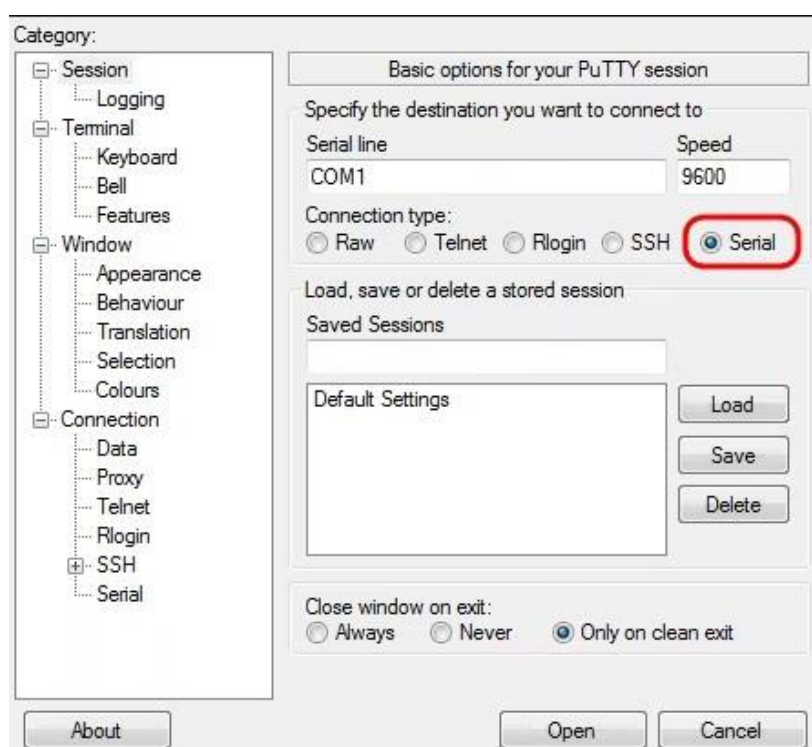 Category:
Session
Logging
Terminal
Keyboard
Bell
Features
Window
Appearance
Behaviour
Translation
Selection
Colours
Connection
Data
Proxy
Telnet
Rlogin
SSH
Serial
Basic options for your PuTTY session
Specify the destination you want to connect to
Serial line Speed
COM1 9600
Connection type:
Raw Telnet Rlogin SSH Serial
Load, save or delete a stored session
Saved Sessions
Default Settings
Load
Save
Delete
Close window on exit:
Always Never Only on clean exit
About Open Cancel